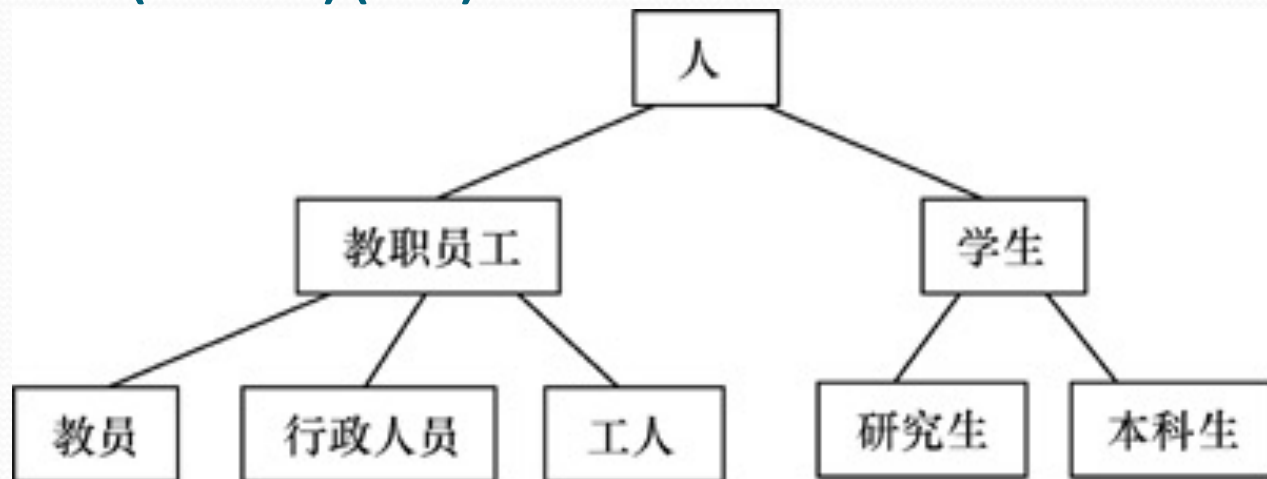 人
教职员工
学生
教员
行政人员
工人
研究生
本科生